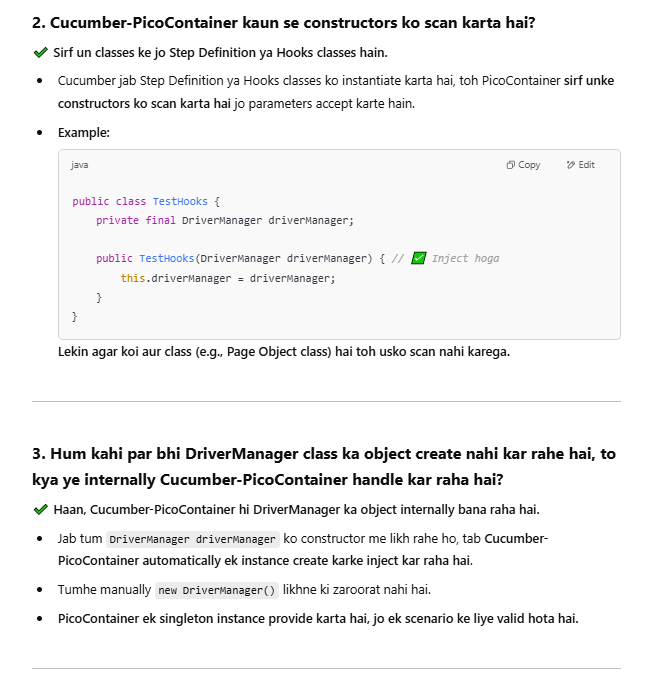 2. Cucumber-PicoContainer kaun se constructors ko scan karta hai?
✔ Sirf un classes ke jo Step Definition ya Hooks classes hain.
• Cucumber jab Step Definition ya Hooks classes ko instantiate karta hai, toh PicoContainer sirf unke
constructors ko scan karta hai jo parameters accept karte hain.
• Example:
java Copy Edit
public class TestHooks {
private final DriverManager driverManager;
public TestHooks(DriverManager driverManager) { // ✅ Inject hoga
this.driverManager = driverManager;
}
}
Lekin agar koi aur class (e.g., Page Object class) hai toh usko scan nahi karega.
3. Hum kahi par bhi DriverManager class ka object create nahi kar rahe hai, to
kya ye internally Cucumber-PicoContainer handle kar raha hai?
✔ Haan, Cucumber-PicoContainer hi DriverManager ka object internally bana raha hai.
• Jab tum DriverManager driverManager ko constructor me likh rahe ho, tab Cucumber-
PicoContainer automatically ek instance create karke inject kar raha hai.
• Tumhe manually new DriverManager() likhne ki zaroorat nahi hai.
• PicoContainer ek singleton instance provide karta hai, jo ek scenario ke liye valid hota hai.